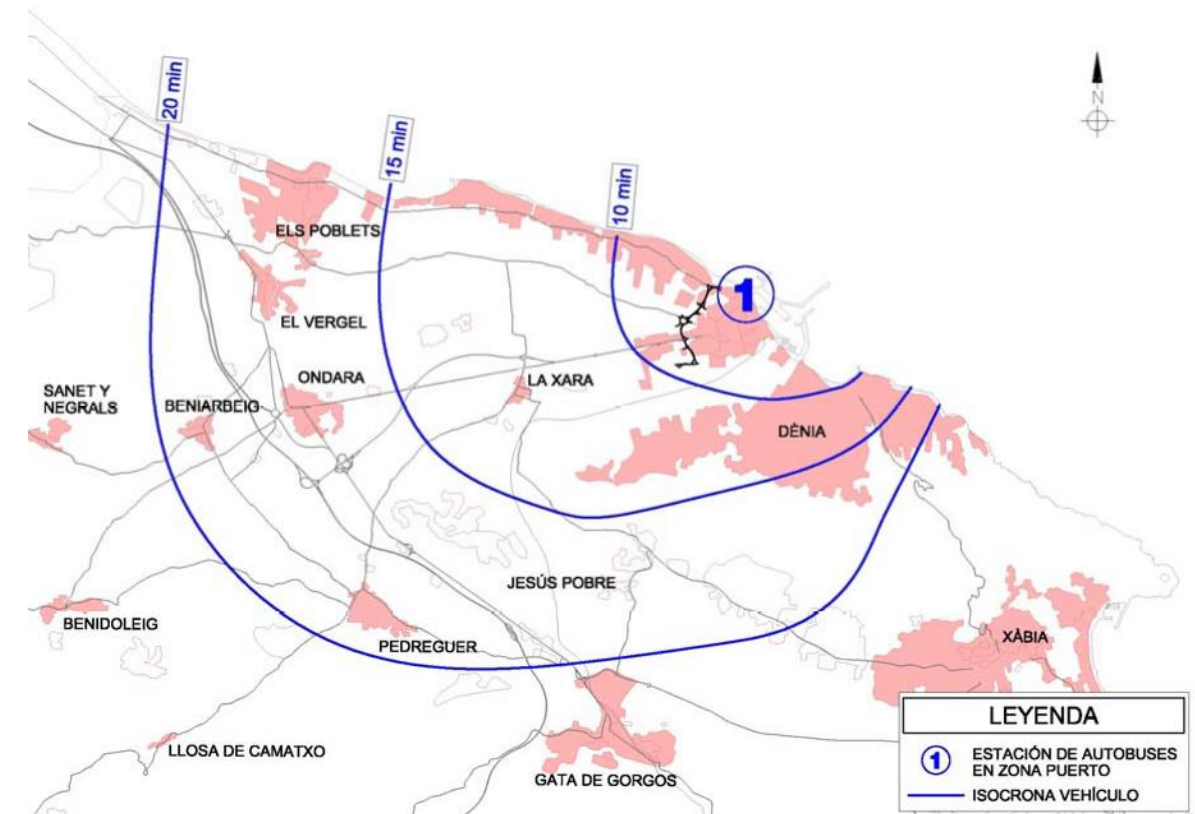 20 min
15 min
10 min
N
ELS POBLETS
1
EL VERGEL
ONDARA
LA XARA
SANET Y
NEGRALS
BENIARBEIG
DÈNIA
JESÚS POBRE
BENIDOLEIG
PEDREGUER
XÀBIA
LLOSA DE CAMATXO
GATA DE GORGOS
LEYENDA
1 ESTACIÓN DE AUTOBUSES
EN ZONA PUERTO
ISOCRONA VEHÍCULO